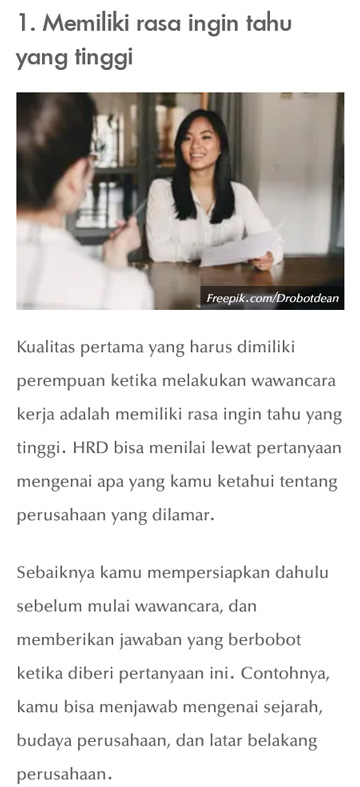 1. Memiliki rasa ingin tahu
yang tinggi
Freepik.com/Drobotdean
Kualitas pertama yang harus dimiliki
perempuan ketika melakukan wawancara
kerja adalah memiliki rasa ingin tahu yang
tinggi. HRD bisa menilai lewat pertanyaan
mengenai apa yang kamu ketahui tentang
perusahaan yang dilamar.
Sebaiknya kamu mempersiapkan dahulu
sebelum mulai wawancara, dan
memberikan jawaban yang berbobot
ketika diberi pertanyaan ini. Contohnya,
kamu bisa menjawab mengenai sejarah,
budaya perusahaan, dan latar belakang
perusahaan.